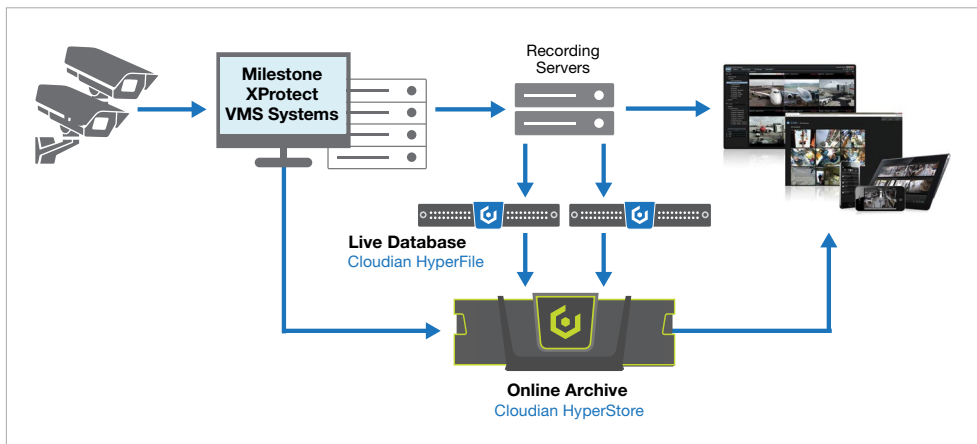 Milestone
XProtect
VMS Systems
Recording
Servers
Live Database
Cloudian HyperFile
Online Archive
Cloudian HyperStore